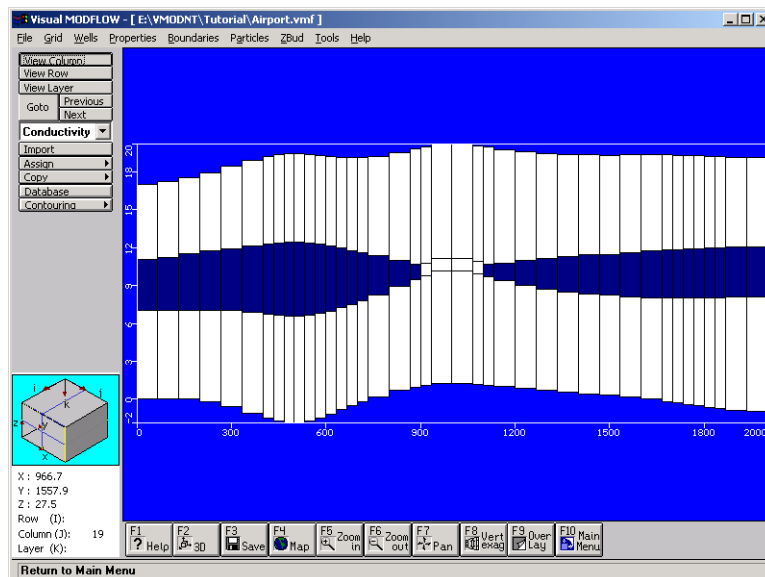 Visual MODFLOW - [ E:\VMODNT\Tutorial\Airport.vmf ]
File Grid Wells Properties Boundaries Particles ZBud Tools Help
View Column
View Row
View Layer
Goto Previous
Next
Conductivity
Import
Assign
Copy
Database
Contouring
20
18
15
12
9
6
3
0
-2
0 300 600 900 1200 1500 1800 2000
i j
k
z y
x
X : 966.7
Y : 1557.9
Z : 27.5
Row (I):
Column (J): 19
Layer (K):
F1 ? Help
F2 3D
F3 Save
F4 Map
F5 Zoom in
F6 Zoom out
F7 Pan
F8 Vert exag
F9 Over Lay
F10 Main Menu
Return to Main Menu